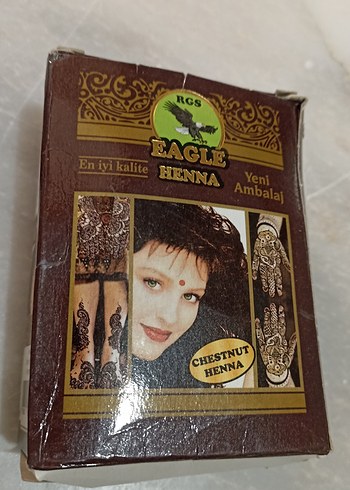 RGS
EAGLE
HENNA
En iyi kalite
Yeni
Ambalaj
CHESTNUT
HENNA